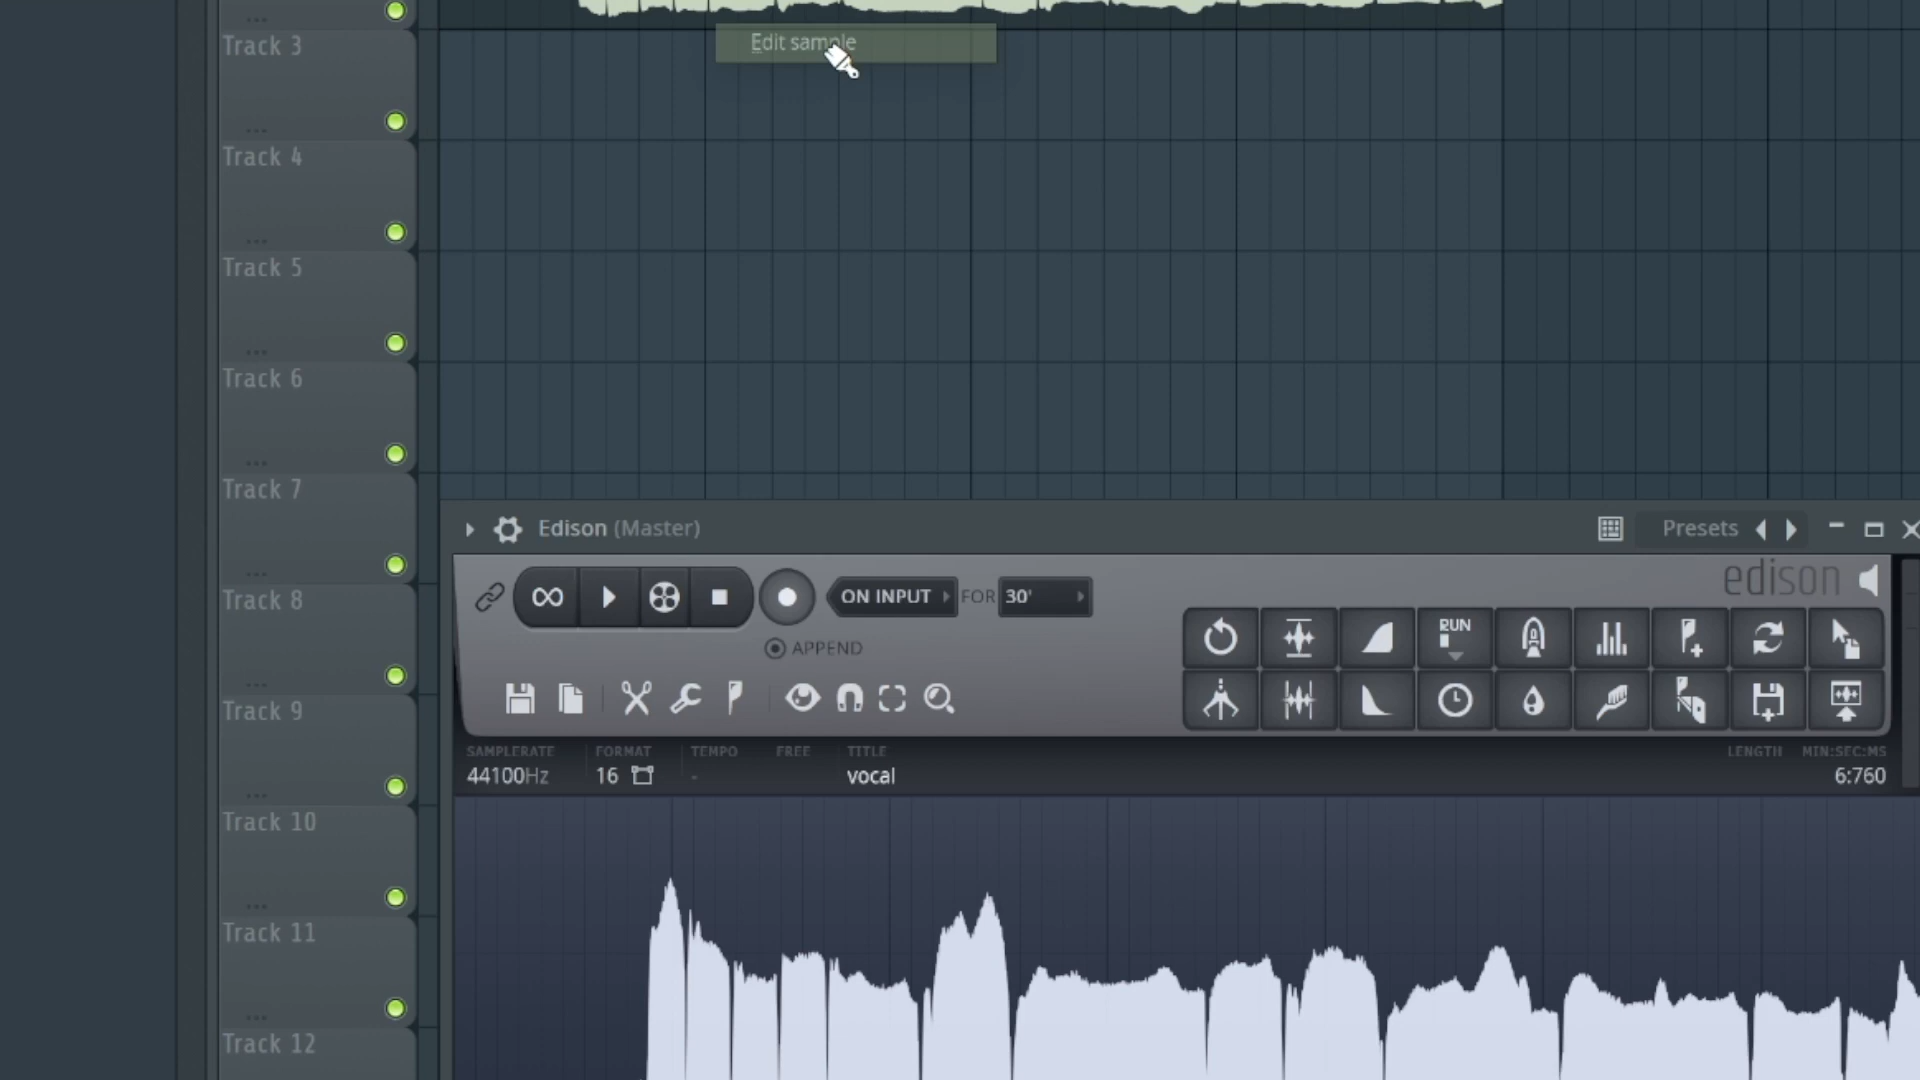 Edit sample
Track 3
Track 4
Track 5
Track 6
Track 7
Track 8
Track 9
Track 10
Track 11
Track 12
Edison (Master)
Presets
edison
ON INPUT
FOR
30'
APPEND
RUN
SAMPLERATE
FORMAT
TEMPO
FREE
TITLE
LENGTH
MIN:SEC:MS
44100Hz
16
-
vocal
6:760